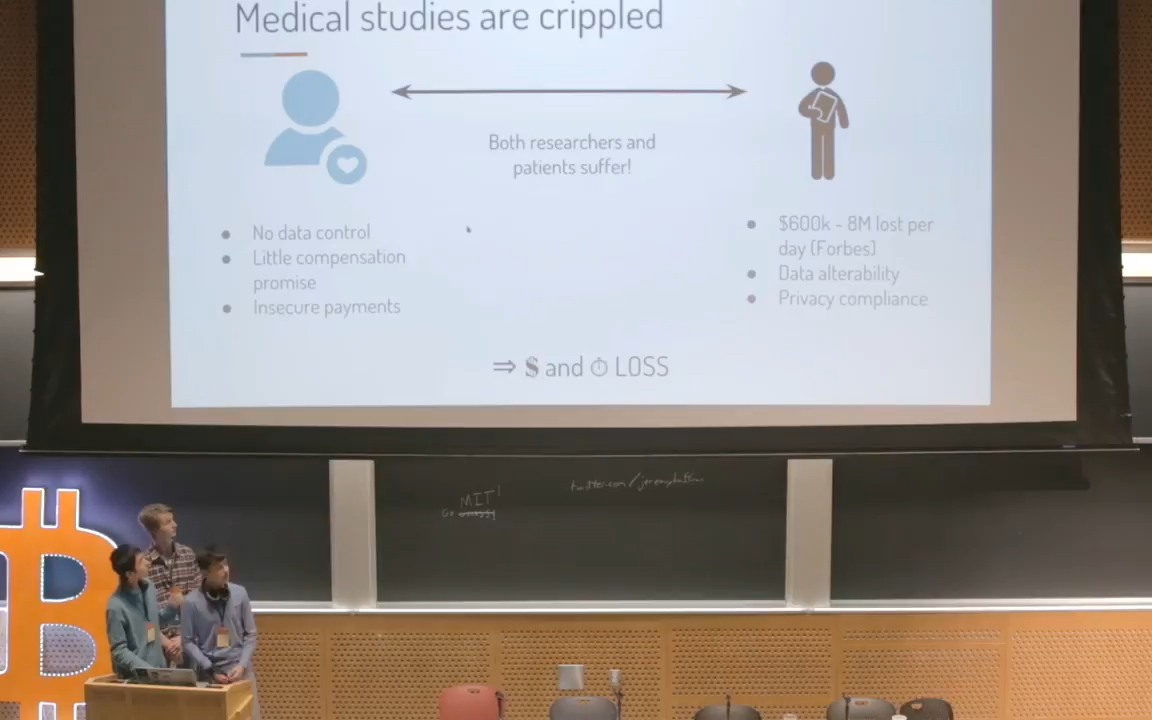 Medical studies are crippled
Both researchers and
patients suffer!
No data control
Little compensation
promise
Insecure payments
$600k - 8M lost per
day (Forbes)
Data alterability
Privacy compliance
⇒ $ and ⏱ LOSS
MIT!
Go